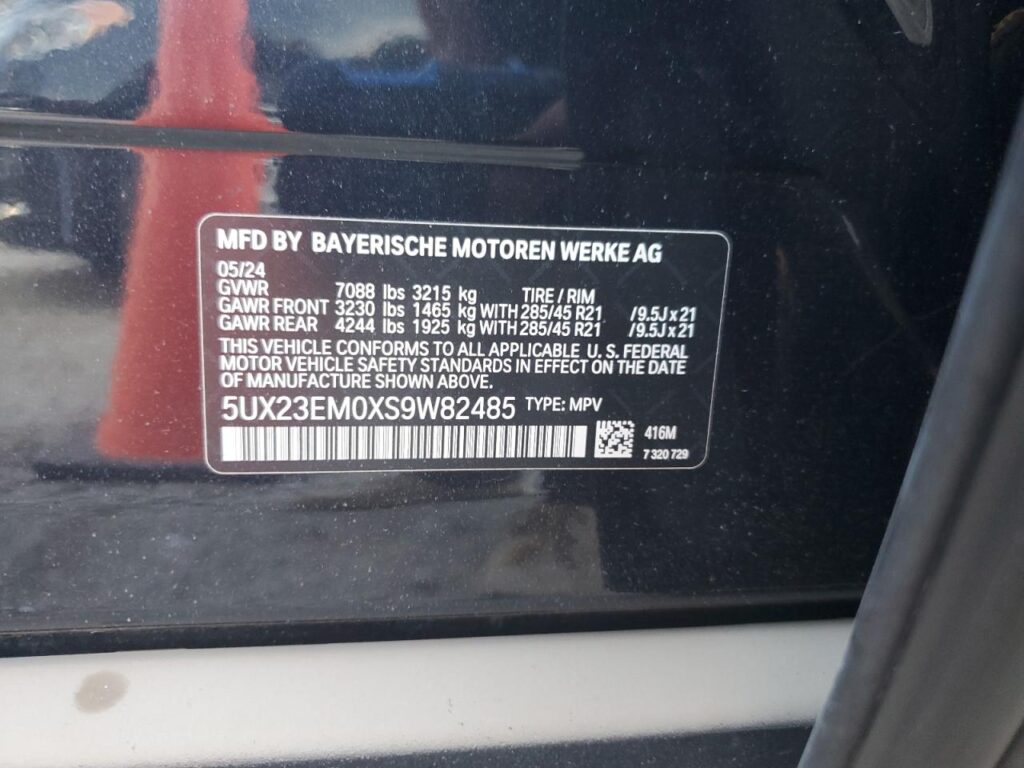 MFD BY BAYERISCHE MOTOREN WERKE AG
05/24
GVWR 7088 lbs 3215 kg TIRE / RIM
GAWR FRONT 3230 lbs 1465 kg WITH 285/45 R21 /9.5J x 21
GAWR REAR 4244 lbs 1925 kg WITH 285/45 R21 /9.5J x 21
THIS VEHICLE CONFORMS TO ALL APPLICABLE U. S. FEDERAL
MOTOR VEHICLE SAFETY STANDARDS IN EFFECT ON THE DATE
OF MANUFACTURE SHOWN ABOVE.
5UX23EM0XS9W82485 TYPE: MPV
416M
7 320 729